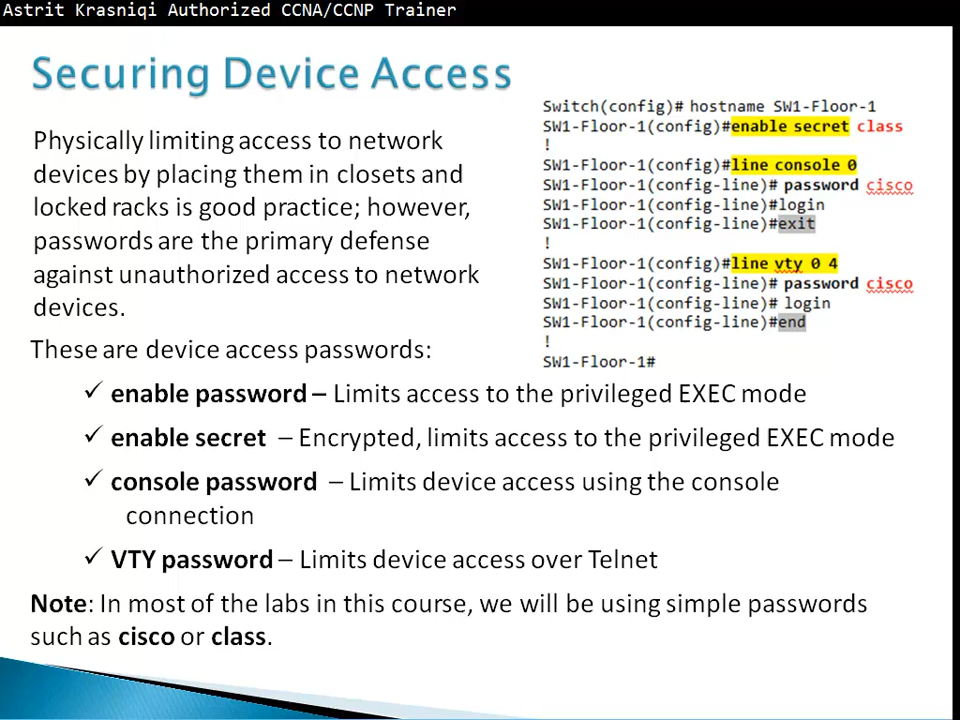 Astrit Krasniqi Authorized CCNA/CCNP Trainer
Securing Device Access
Physically limiting access to network
devices by placing them in closets and
locked racks is good practice; however,
passwords are the primary defense
against unauthorized access to network
devices.
Switch(config)# hostname SW1-Floor-1
SW1-Floor-1(config)#enable secret class
!
SW1-Floor-1(config)#line console 0
SW1-Floor-1(config-line)# password cisco
SW1-Floor-1(config-line)#login
SW1-Floor-1(config-line)#exit
!
SW1-Floor-1(config)#line vty 0 4
SW1-Floor-1(config-line)# password cisco
SW1-Floor-1(config-line)# login
SW1-Floor-1(config-line)#end
!
SW1-Floor-1#
These are device access passwords:
✓ enable password – Limits access to the privileged EXEC mode
✓ enable secret – Encrypted, limits access to the privileged EXEC mode
✓ console password – Limits device access using the console
connection
✓ VTY password – Limits device access over Telnet
Note: In most of the labs in this course, we will be using simple passwords
such as cisco or class.